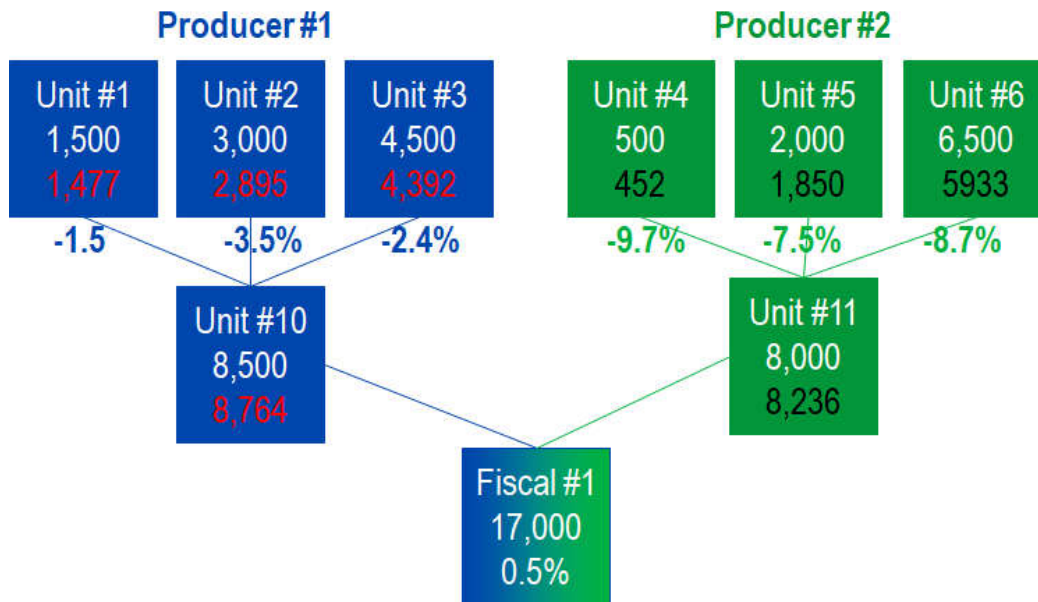 Producer #1
Producer #2
Unit #1
1,500
1,477
Unit #2
3,000
2,895
Unit #3
4,500
4,392
Unit #4
500
452
Unit #5
2,000
1,850
Unit #6
6,500
5933
-1.5
-3.5%
-2.4%
-9.7%
-7.5%
-8.7%
Unit #10
8,500
8,764
Unit #11
8,000
8,236
Fiscal #1
17,000
0.5%